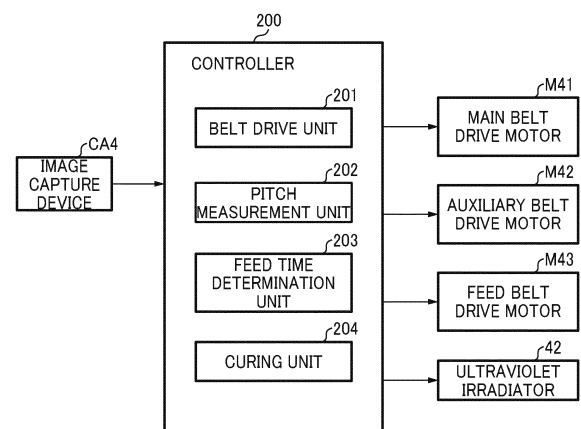 200
CONTROLLER
201
BELT DRIVE UNIT
202
PITCH
MEASUREMENT UNIT
203
FEED TIME
DETERMINATION
UNIT
204
CURING UNIT
CA4
IMAGE
CAPTURE
DEVICE
M41
MAIN BELT
DRIVE MOTOR
M42
AUXILIARY BELT
DRIVE MOTOR
M43
FEED BELT
DRIVE MOTOR
42
ULTRAVIOLET
IRRADIATOR